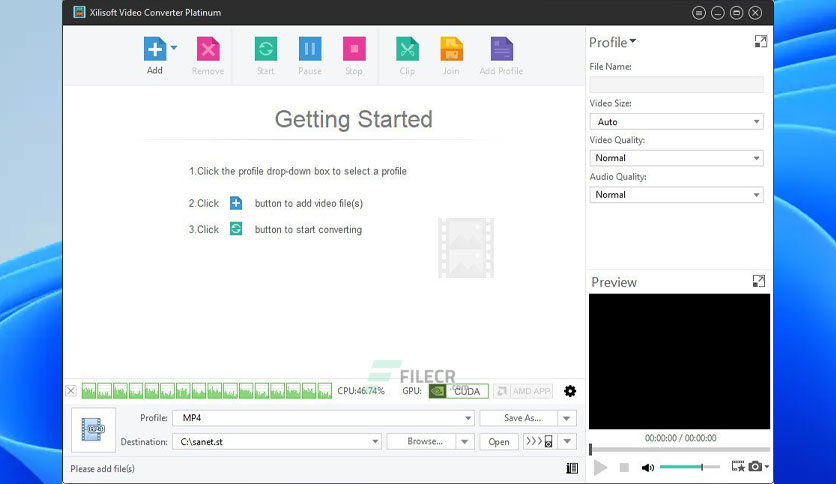 Xilisoft Video Converter Platinum
Add
Remove
Start
Pause
Stop
Clip
Join
Add Profile
Profile
File Name:
Video Size:
Auto
Video Quality:
Normal
Audio Quality:
Normal
Getting Started
1.Click the profile drop-down box to select a profile
2.Click button to add video file(s)
3.Click button to start converting
Preview
FILECR
.com
CPU:46.74% GPU: CUDA AMD APP
Profile: MP4 Save As...
Destination: C:\sanet.st Browse... Open
00:00:00 / 00:00:00
Please add file(s)